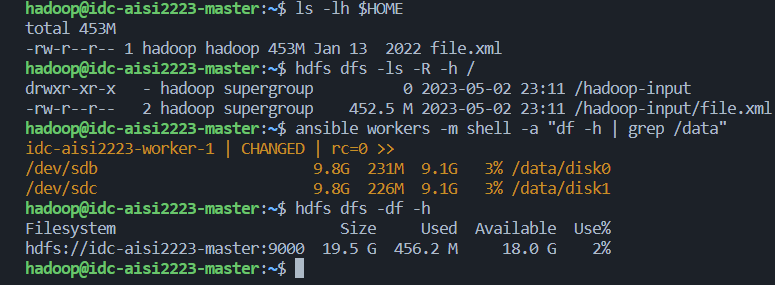 hadoop@idc-aisi2223-master:~$ ls -lh $HOME
total 453M
-rw-r--r-- 1 hadoop hadoop 453M Jan 13  2022 file.xml
hadoop@idc-aisi2223-master:~$ hdfs dfs -ls -R -h /
drwxr-xr-x   - hadoop supergroup          0 2023-05-02 23:11 /hadoop-input
-rw-r--r--   2 hadoop supergroup    452.5 M 2023-05-02 23:11 /hadoop-input/file.xml
hadoop@idc-aisi2223-master:~$ ansible workers -m shell -a "df -h | grep /data"
idc-aisi2223-worker-1 | CHANGED | rc=0 >>
/dev/sdb                       9.8G  231M  9.1G   3% /data/disk0
/dev/sdc                       9.8G  226M  9.1G   3% /data/disk1
hadoop@idc-aisi2223-master:~$ hdfs dfs -df -h
Filesystem                          Size     Used  Available  Use%
hdfs://idc-aisi2223-master:9000  19.5 G  456.2 M     18.0 G    2%
hadoop@idc-aisi2223-master:~$